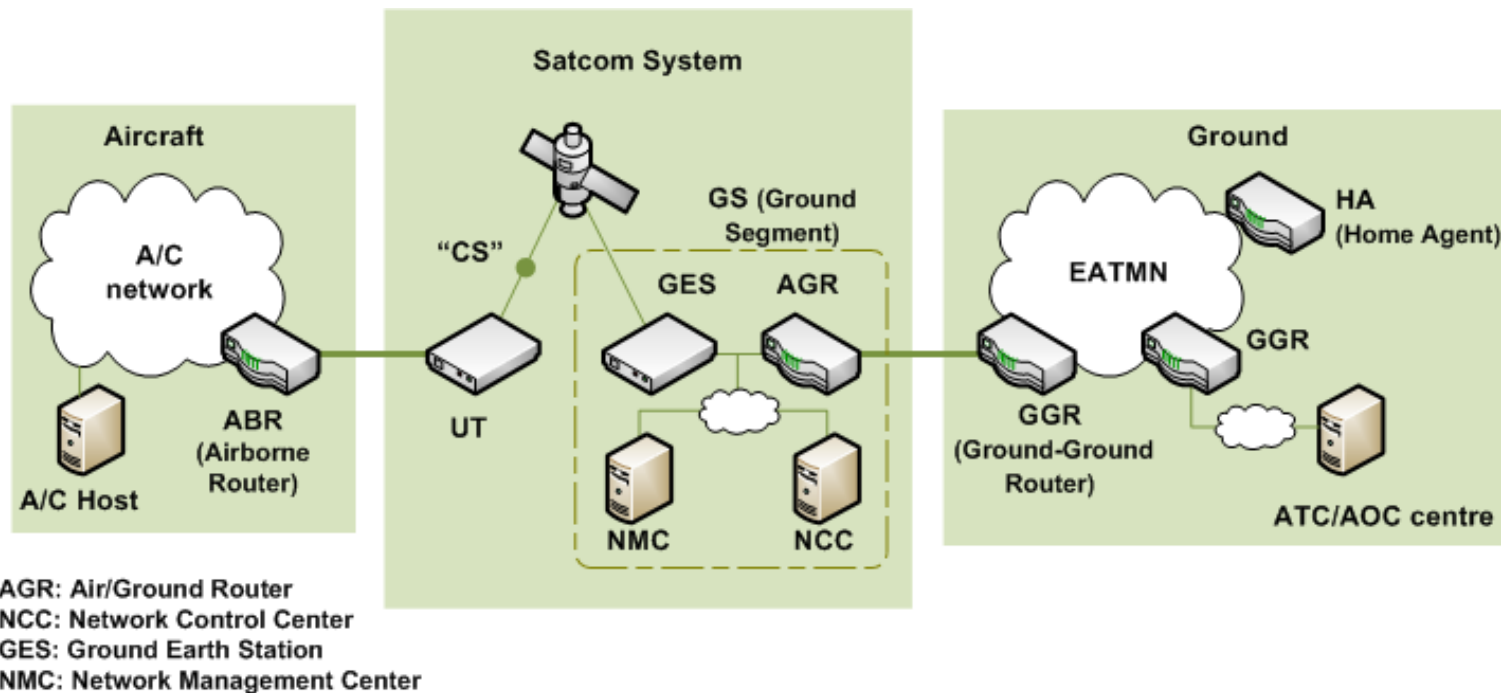 Satcom System
Aircraft
Ground
GS (Ground
Segment)
HA
(Home Agent)
“CS”
A/C
network
EATMN
GES
AGR
GGR
UT
ABR
(Airborne
Router)
GGR
(Ground-Ground
Router)
A/C Host
NMC
NCC
ATC/AOC centre
AGR: Air/Ground Router
NCC: Network Control Center
GES: Ground Earth Station
NMC: Network Management Center